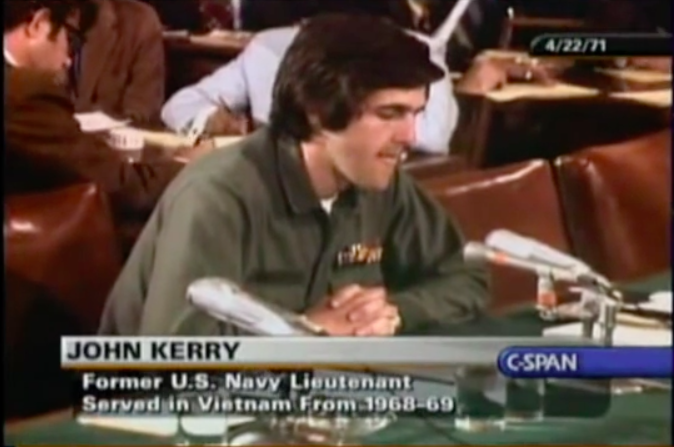 4/22/71
JOHN KERRY
C-SPAN
Former U.S. Navy Lieutenant
Served in Vietnam From 1968-69